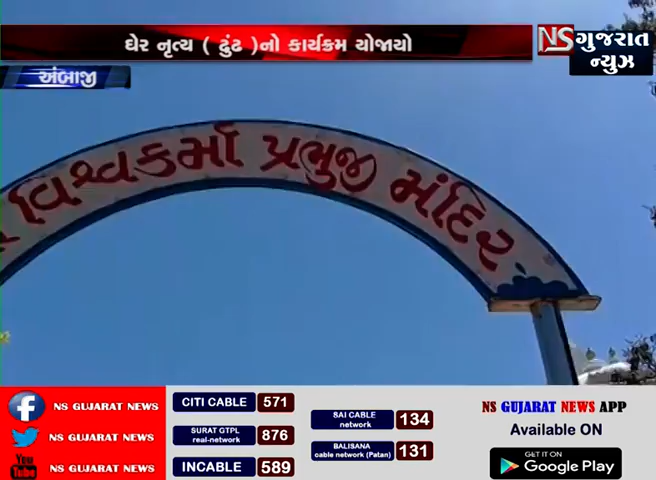 ઘેર નૃત્ય ( ઢુંઢ )નો કાર્યક્રમ યોજાયો
NS ગુજરાત
ન્યુઝ
અંબાજી
વિશ્વકર્મા પ્રભુજી મંદિર
NS GUJARAT NEWS
NS GUJARAT NEWS
You
Tube NS GUJARAT NEWS
CITI CABLE 571
SURAT GTPL
real-network 876
INCABLE 589
SAI CABLE
network 134
BALISANA
cable network (Patan) 131
NS GUJARAT NEWS APP
Available ON
GET IT ON
Google Play